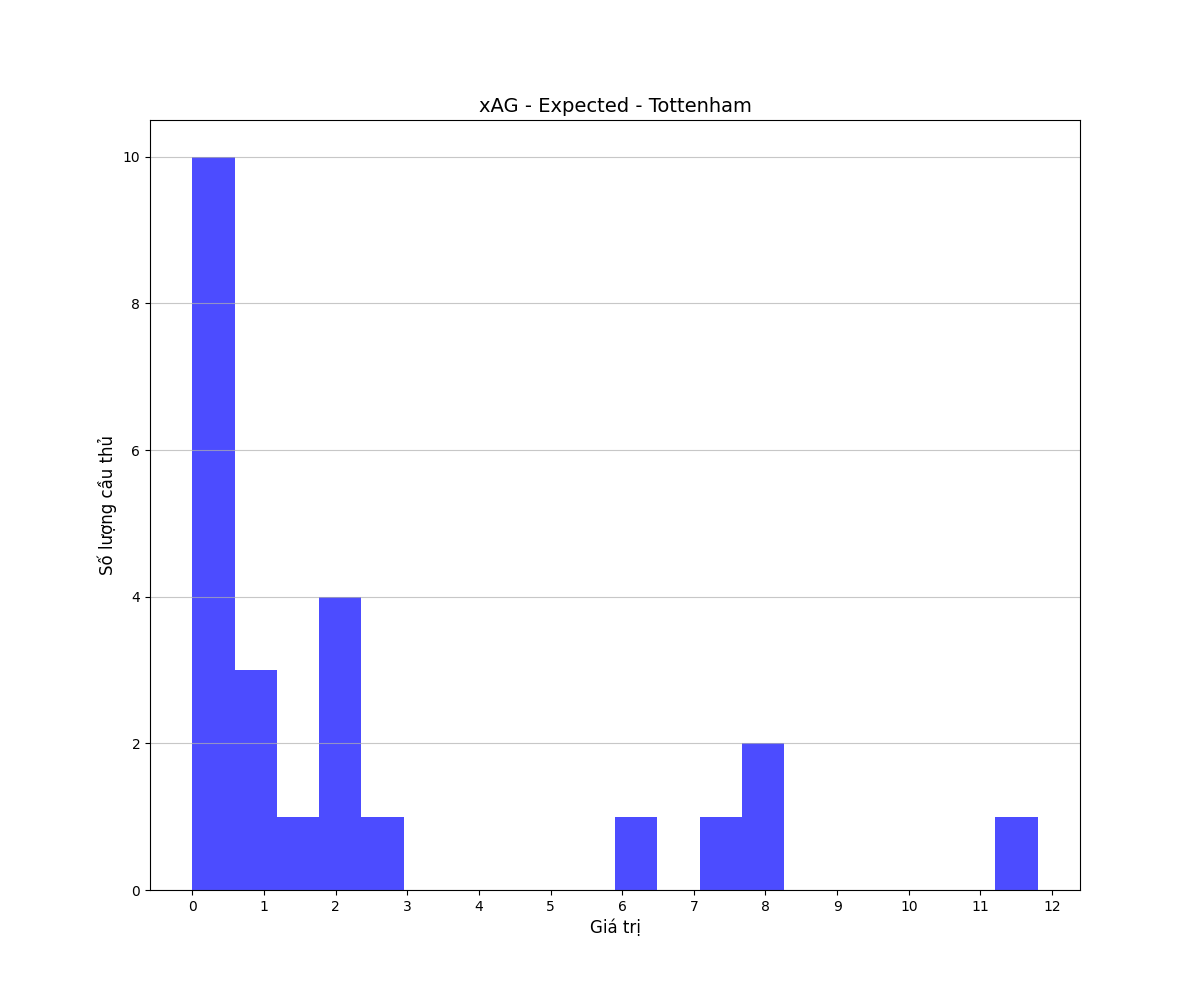 xAG - Expected - Tottenham
10
8
6
4
2
0
Số lượng cầu thủ
0 1 2 3 4 5 6 7 8 9 10 11 12
Giá trị